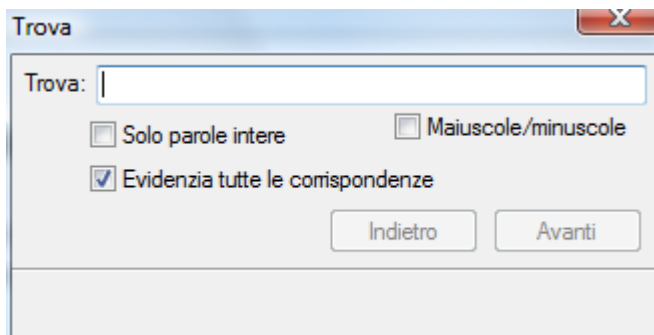 Trova
Trova:
Solo parole intere
Maiuscole/minuscole
Evidenzia tutte le corrispondenze
Indietro
Avanti